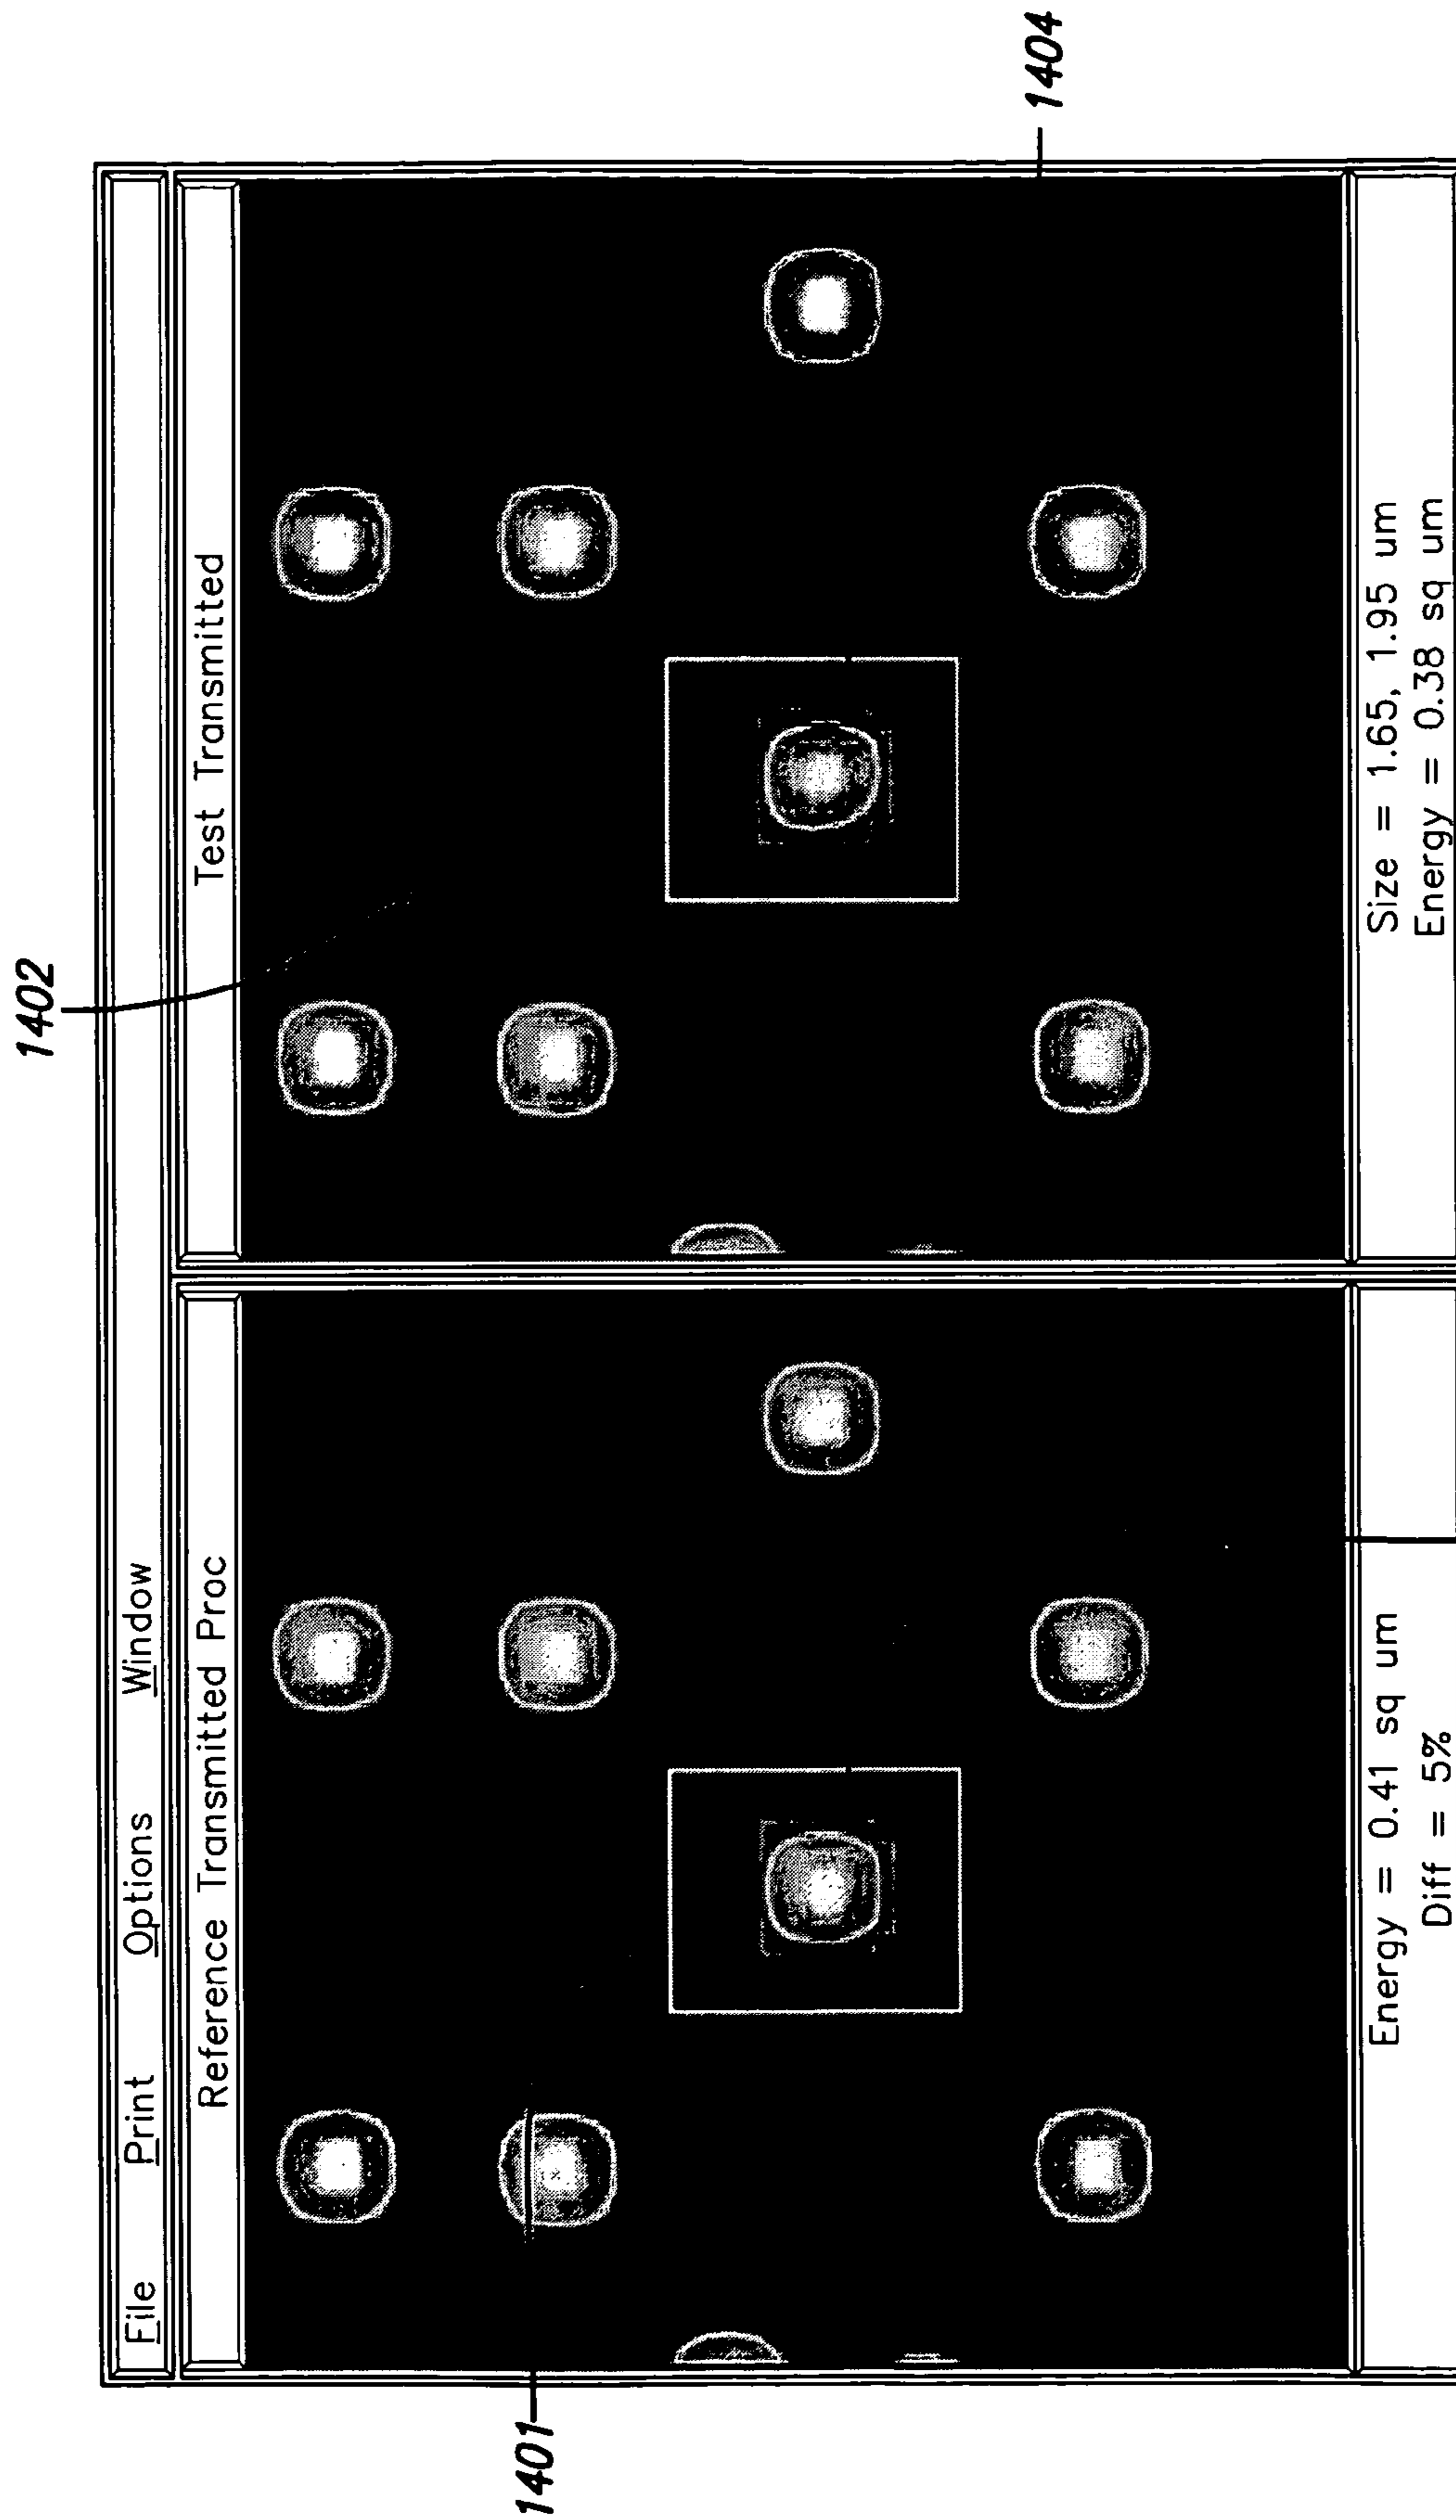 1402
File Print Options Window
Reference Transmitted Proc
Test Transmitted
1401
1404
Energy = 0.41 sq um
Diff = 5%
Size = 1.65, 1.95 um
Energy = 0.38 sq um